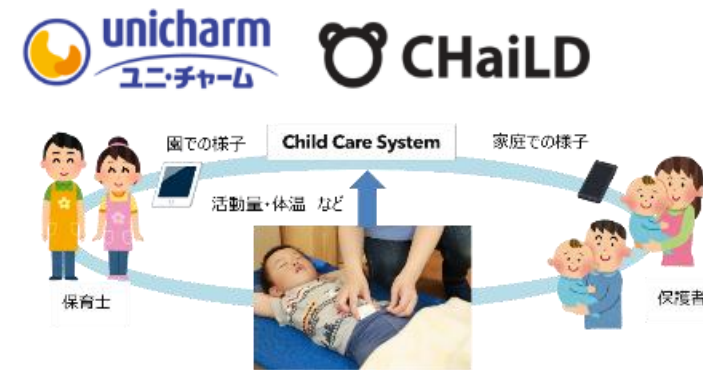 unicharm
ユニ・チャーム
CHaiLD
園での様子
Child Care System
家庭での様子
活動量・体温 など
保育士
保護者